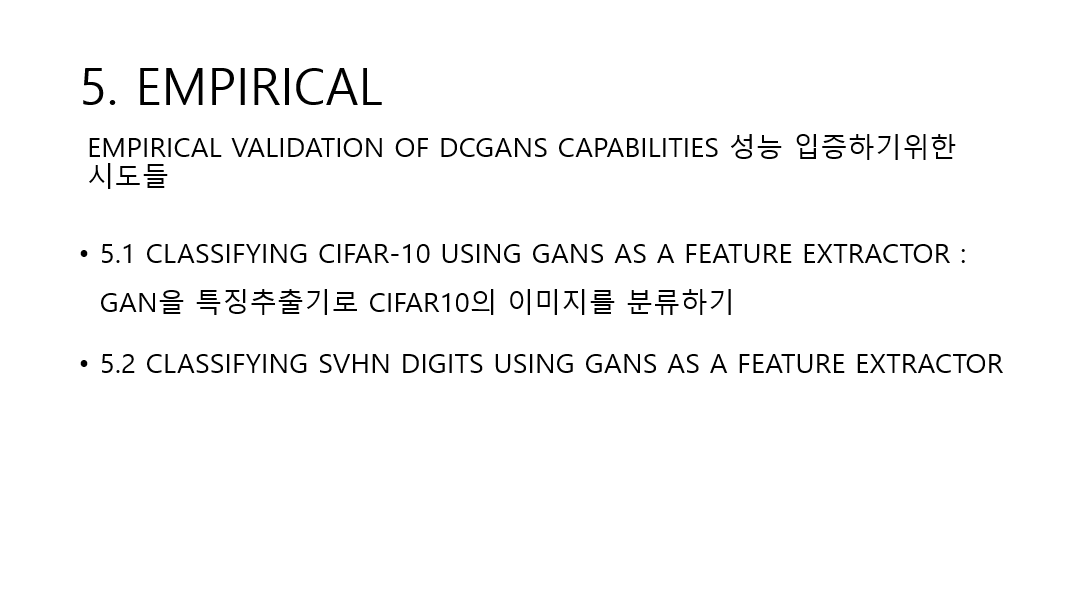 5. EMPIRICAL
EMPIRICAL VALIDATION OF DCGANS CAPABILITIES 성능 입증하기위한
시도들
• 5.1 CLASSIFYING CIFAR-10 USING GANS AS A FEATURE EXTRACTOR :
GAN을 특징추출기로 CIFAR10의 이미지를 분류하기
• 5.2 CLASSIFYING SVHN DIGITS USING GANS AS A FEATURE EXTRACTOR